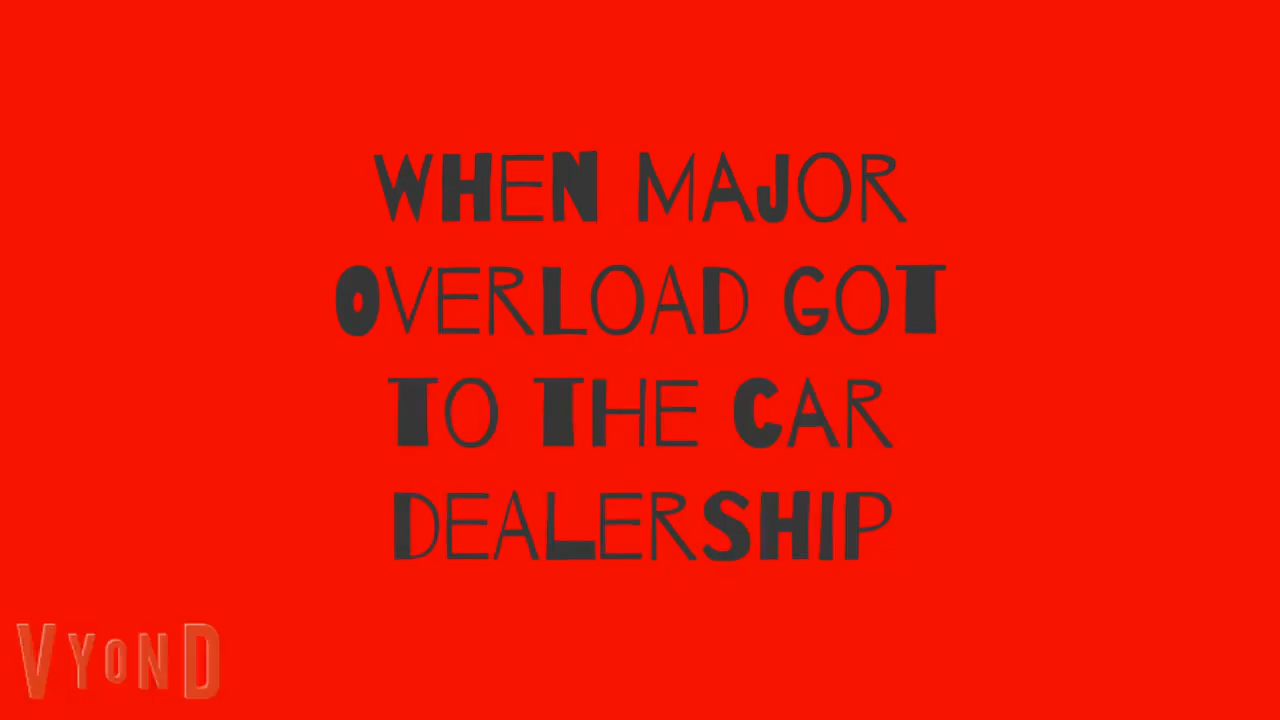 WHEN MAJOR
OVERLOAD GOT
TO THE CAR
DEALERSHIP
VYOND